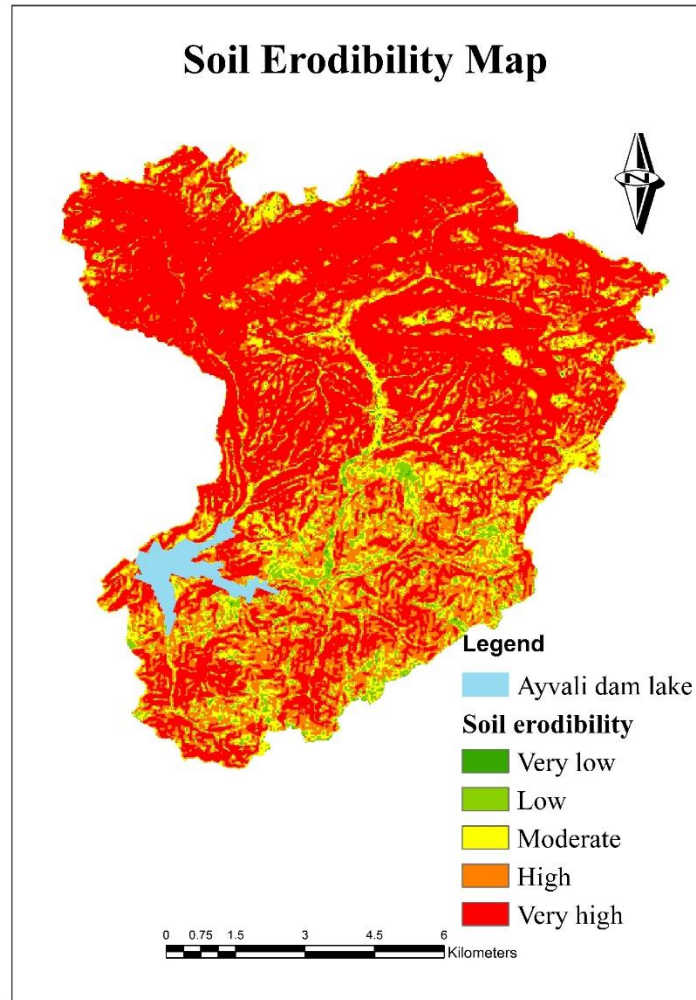 Soil Erodibility Map
N
Legend
Ayvali dam lake
Soil erodibility
Very low
Low
Moderate
High
Very high
0 0.75 1.5 3 4.5 6
Kilometers